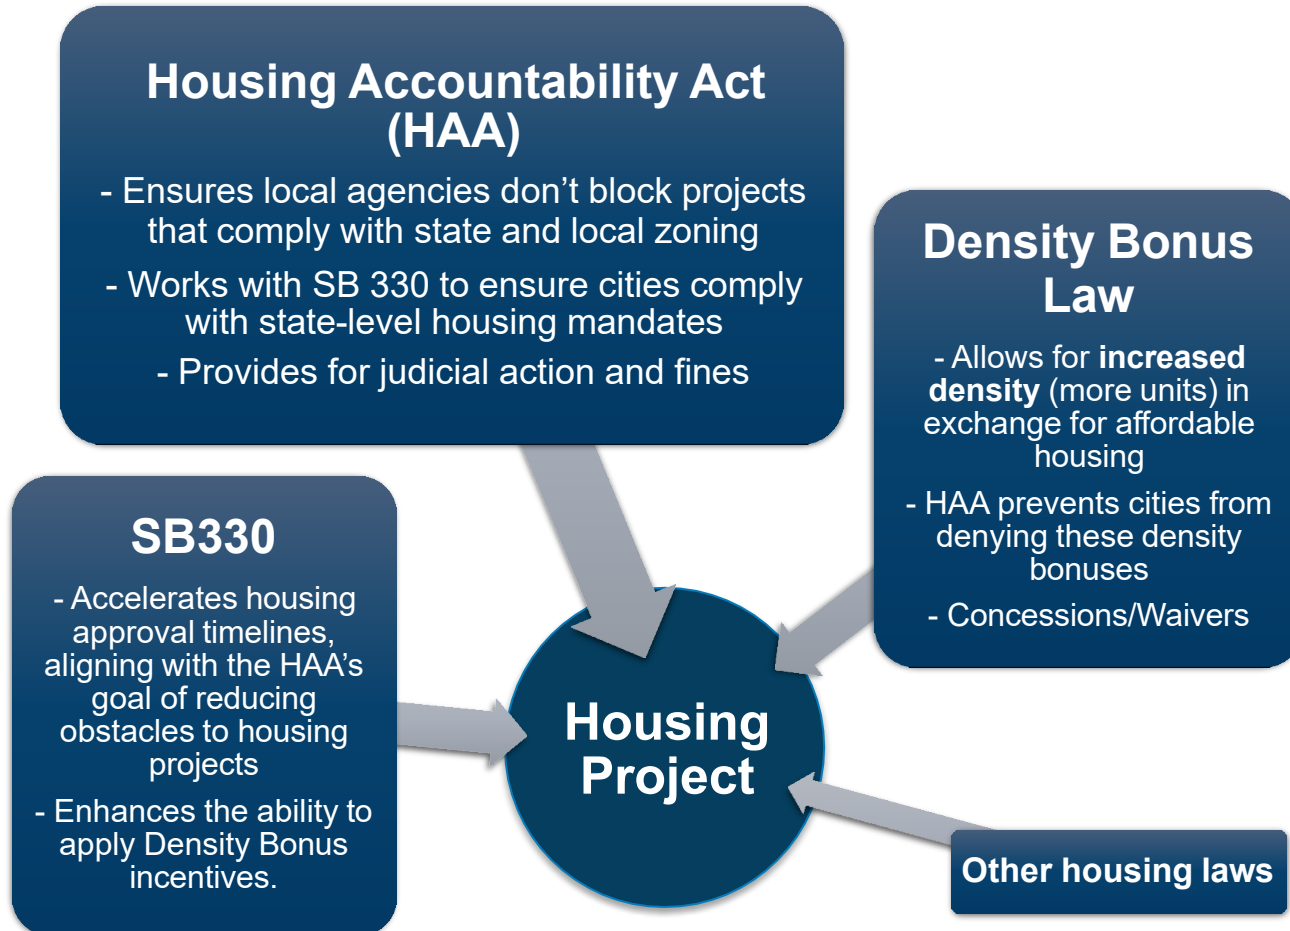 Housing Accountability Act
(HAA)
- Ensures local agencies don’t block projects
that comply with state and local zoning
- Works with SB 330 to ensure cities comply
with state-level housing mandates
- Provides for judicial action and fines
Density Bonus
Law
- Allows for increased
density (more units) in
exchange for affordable
housing
- HAA prevents cities from
denying these density
bonuses
- Concessions/Waivers
SB330
- Accelerates housing
approval timelines,
aligning with the HAA’s
goal of reducing
obstacles to housing
projects
- Enhances the ability to
apply Density Bonus
incentives.
Housing
Project
Other housing laws